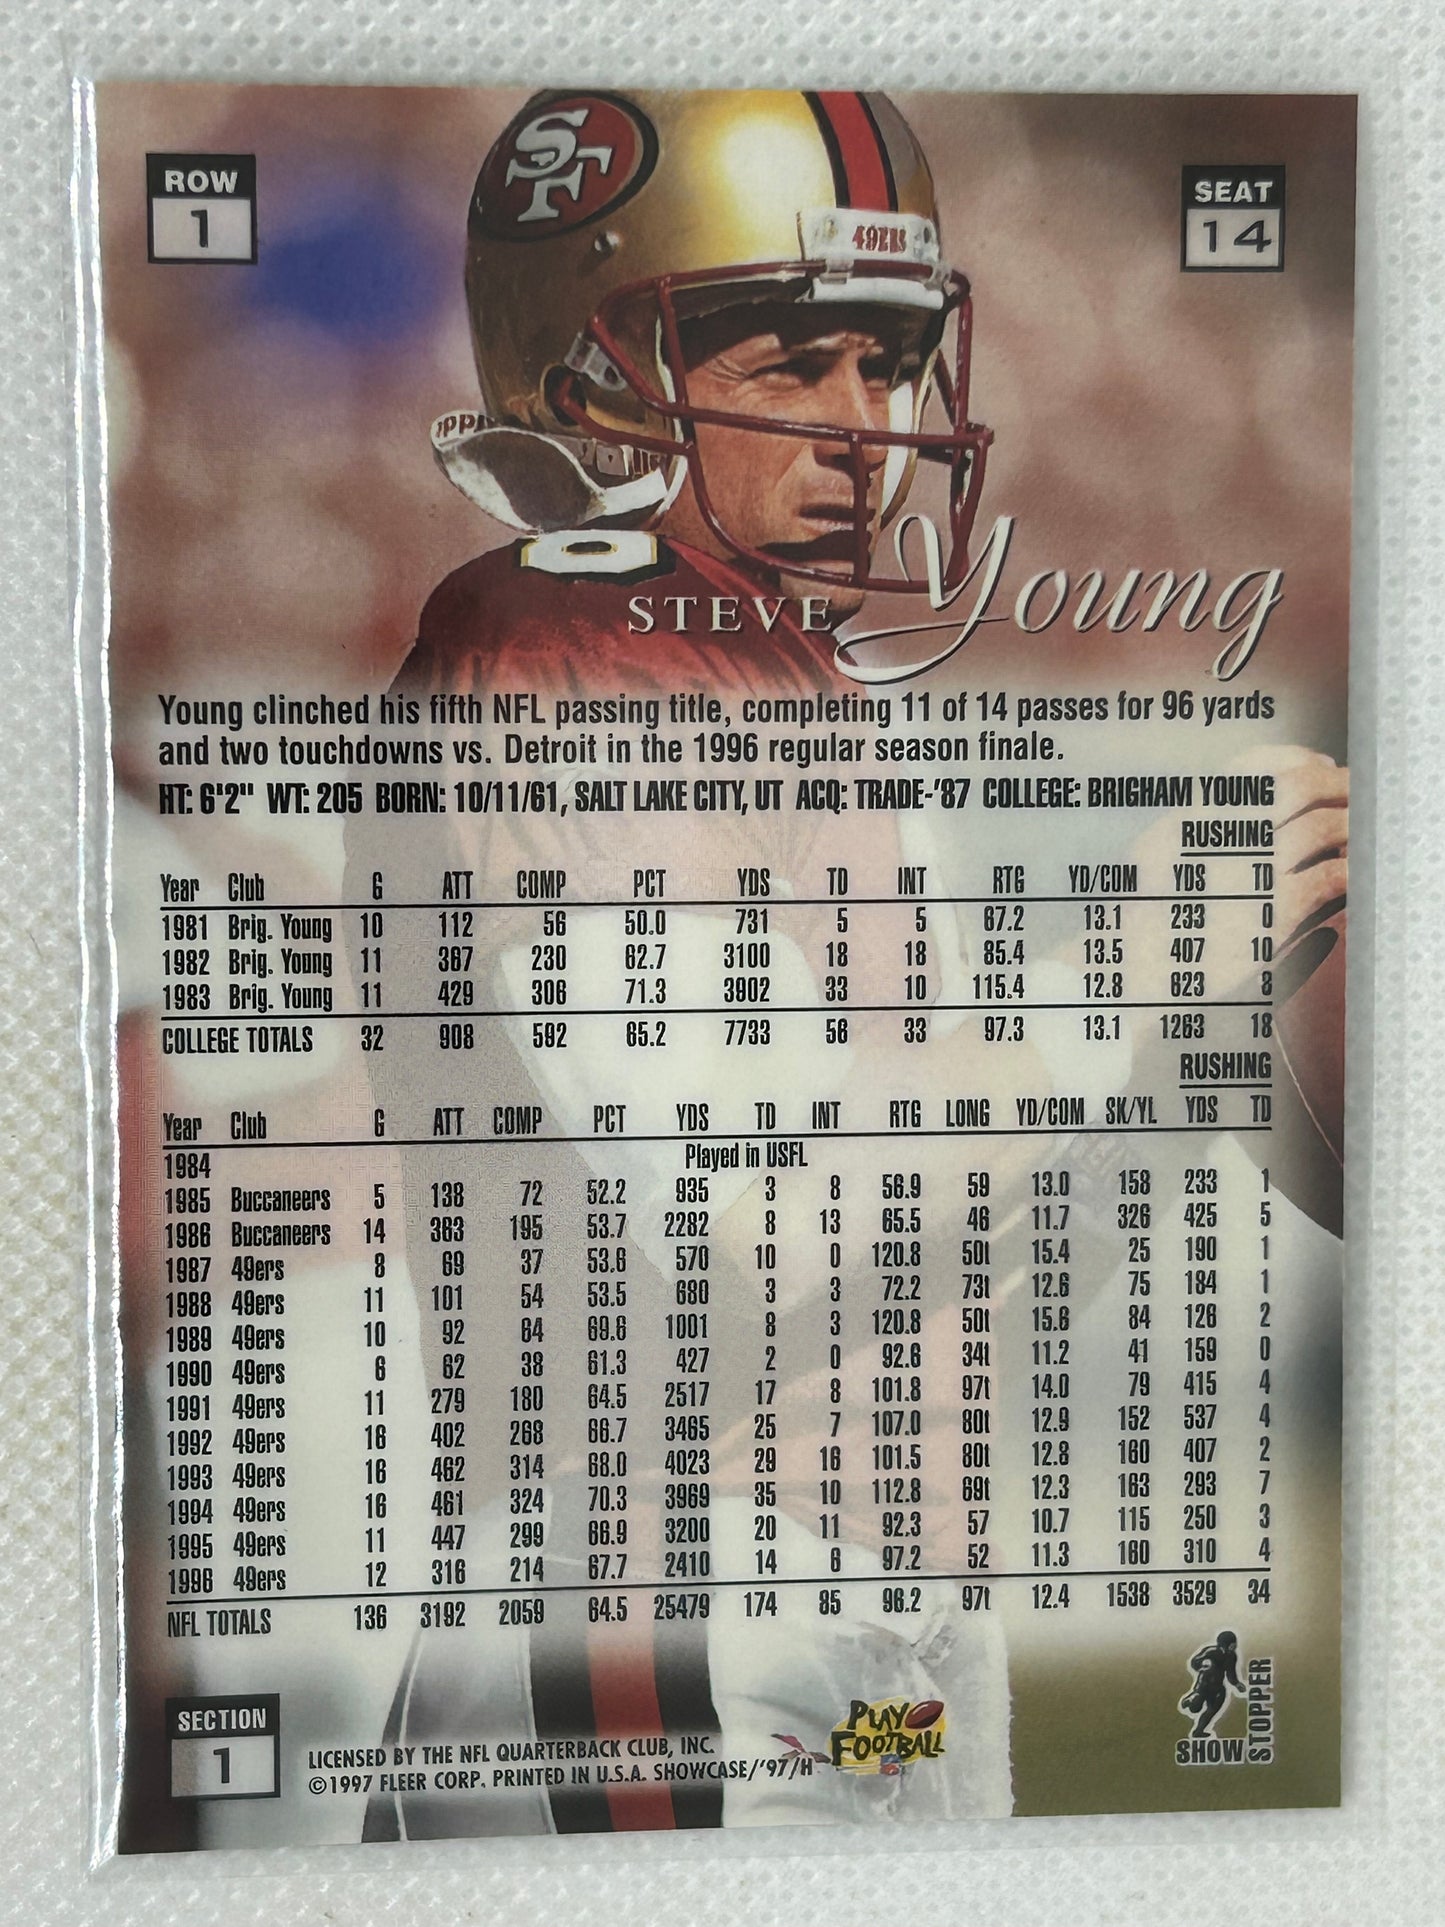 ROW
1
SEAT
14
SF
49ERS
STEVE Young
Young clinched his fifth NFL passing title, completing 11 of 14 passes for 96 yards
and two touchdowns vs. Detroit in the 1996 regular season finale.
HT: 6'2" WT: 205 BORN: 10/11/61, SALT LAKE CITY, UT ACQ: TRADE-'87 COLLEGE: BRIGHAM YOUNG
RUSHING
Year Club G ATT COMP PCT YDS TD INT RTG YD/COM YDS TD
1981 Brig. Young 10 112 56 50.0 731 5 5 67.2 13.1 233 0
1982 Brig. Young 11 367 230 62.7 3100 18 18 85.4 13.5 407 10
1983 Brig. Young 11 429 306 71.3 3902 33 10 115.4 12.8 623 8
COLLEGE TOTALS 32 908 592 65.2 7733 56 33 97.3 13.1 1263 18
RUSHING
Year Club G ATT COMP PCT YDS TD INT RTG LONG YD/COM SK/YL YDS TD
1984 Played in USFL
1985 Buccaneers 5 138 72 52.2 935 3 8 56.9 59 13.0 158 233 1
1986 Buccaneers 14 363 195 53.7 2282 8 13 65.5 46 11.7 326 425 5
1987 49ers 8 69 37 53.6 570 10 0 120.8 50t 15.4 25 190 1
1988 49ers 11 101 54 53.5 680 3 3 72.2 73t 12.6 75 184 1
1989 49ers 10 92 64 69.6 1001 8 3 120.8 50t 15.6 84 126 2
1990 49ers 6 62 38 61.3 427 2 0 92.6 34t 11.2 41 159 0
1991 49ers 11 279 180 64.5 2517 17 8 101.8 97t 14.0 79 415 4
1992 49ers 16 402 268 66.7 3465 25 7 107.0 80t 12.9 152 537 4
1993 49ers 16 462 314 68.0 4023 29 16 101.5 80t 12.8 160 407 2
1994 49ers 16 461 324 70.3 3969 35 10 112.8 69t 12.3 163 293 7
1995 49ers 11 447 299 66.9 3200 20 11 92.3 57 10.7 115 250 3
1996 49ers 12 316 214 67.7 2410 14 6 97.2 52 11.3 160 310 4
NFL TOTALS 136 3192 2059 64.5 25479 174 85 96.2 97t 12.4 1538 3529 34
SECTION
1
LICENSED BY THE NFL QUARTERBACK CLUB, INC.
©1997 FLEER CORP. PRINTED IN U.S.A. SHOWCASE/'97/H
PLAY
FOOTBALL
SHOW
STOPPER